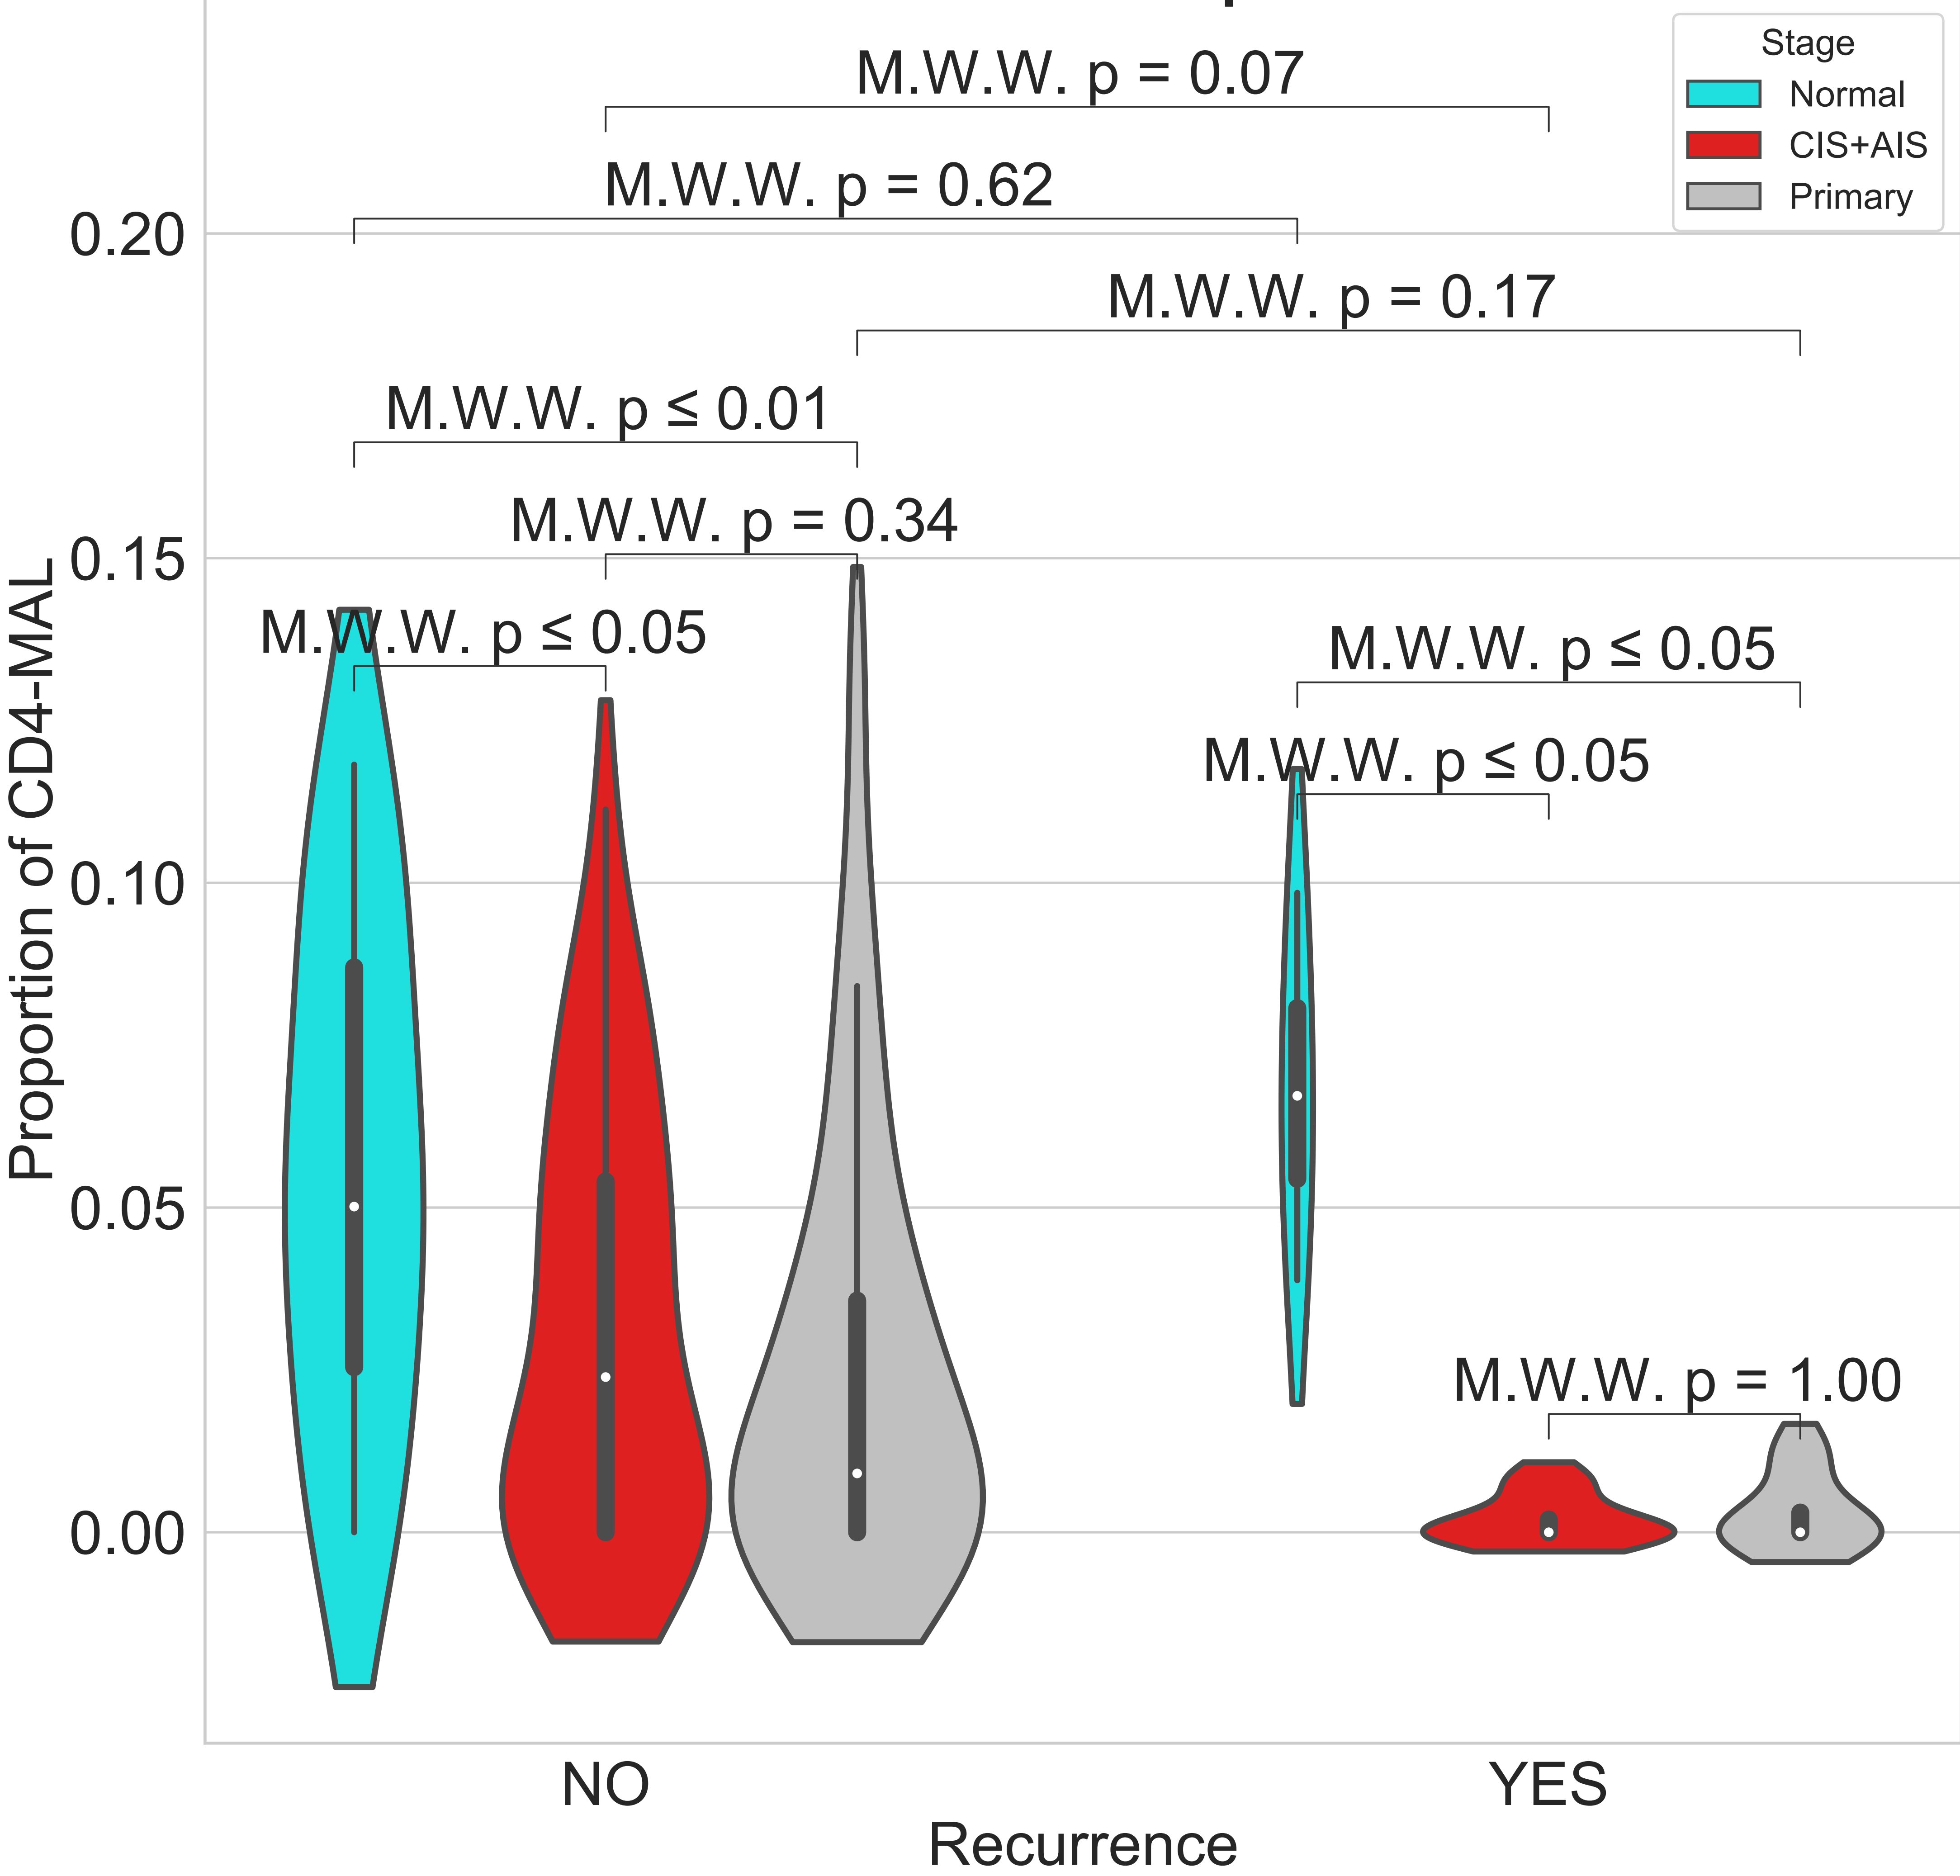 M.W.W. p = 0.07
Stage
Normal
CIS+AIS
Primary
M.W.W. p = 0.62
0.20
M.W.W. p = 0.17
M.W.W. p ≤ 0.01
M.W.W. p = 0.34
0.15
M.W.W. p ≤ 0.05
M.W.W. p ≤ 0.05
M.W.W. p ≤ 0.05
0.10
Proportion of CD4-MAL
0.05
M.W.W. p = 1.00
0.00
NO
YES
Recurrence